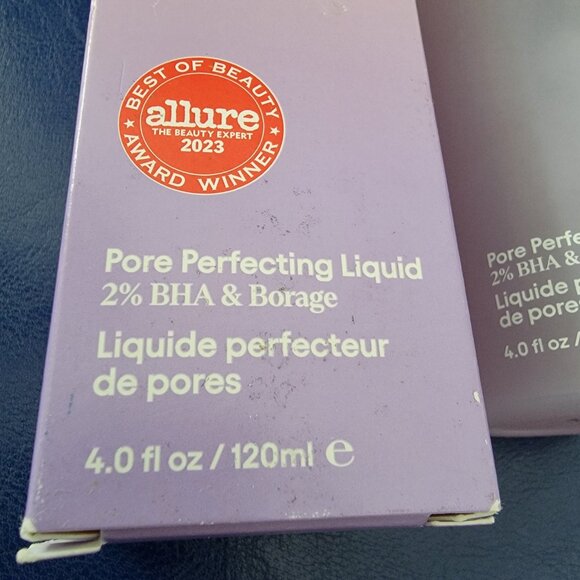 BEST OF BEAUTY
allure
THE BEAUTY EXPERT
2023
AWARD WINNER
Pore Perfecting Liquid
2% BHA & Borage
Liquide perfecteur
de pores
4.0 fl oz / 120ml e
Pore
2% BHA &
Liquide
de pores
4.0 fl oz /